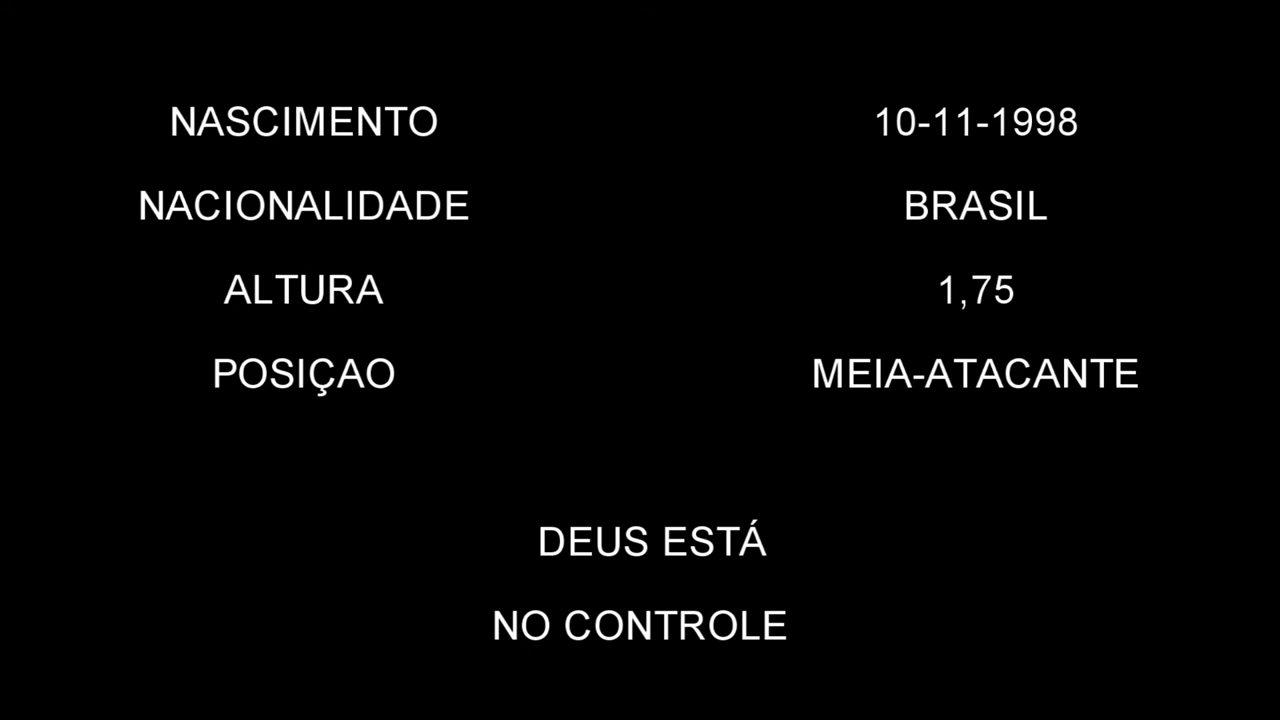 NASCIMENTO 10-11-1998
NACIONALIDADE BRASIL
ALTURA 1,75
POSIÇAO MEIA-ATACANTE
DEUS ESTÁ
NO CONTROLE